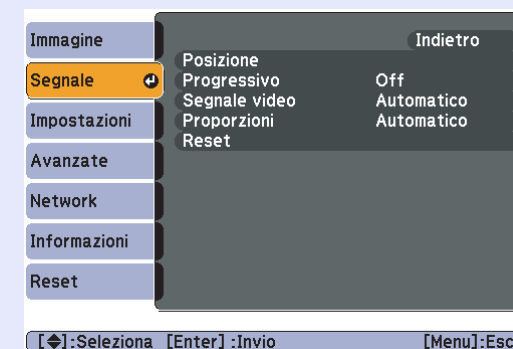 Immagine
Segnale
Impostazioni
Avanzate
Network
Informazioni
Reset
Indietro
Posizione
Progressivo Off
Segnale video Automatico
Proporzioni Automatico
Reset
[◆]:Seleziona [Enter] :Invio [Menu]:Esc